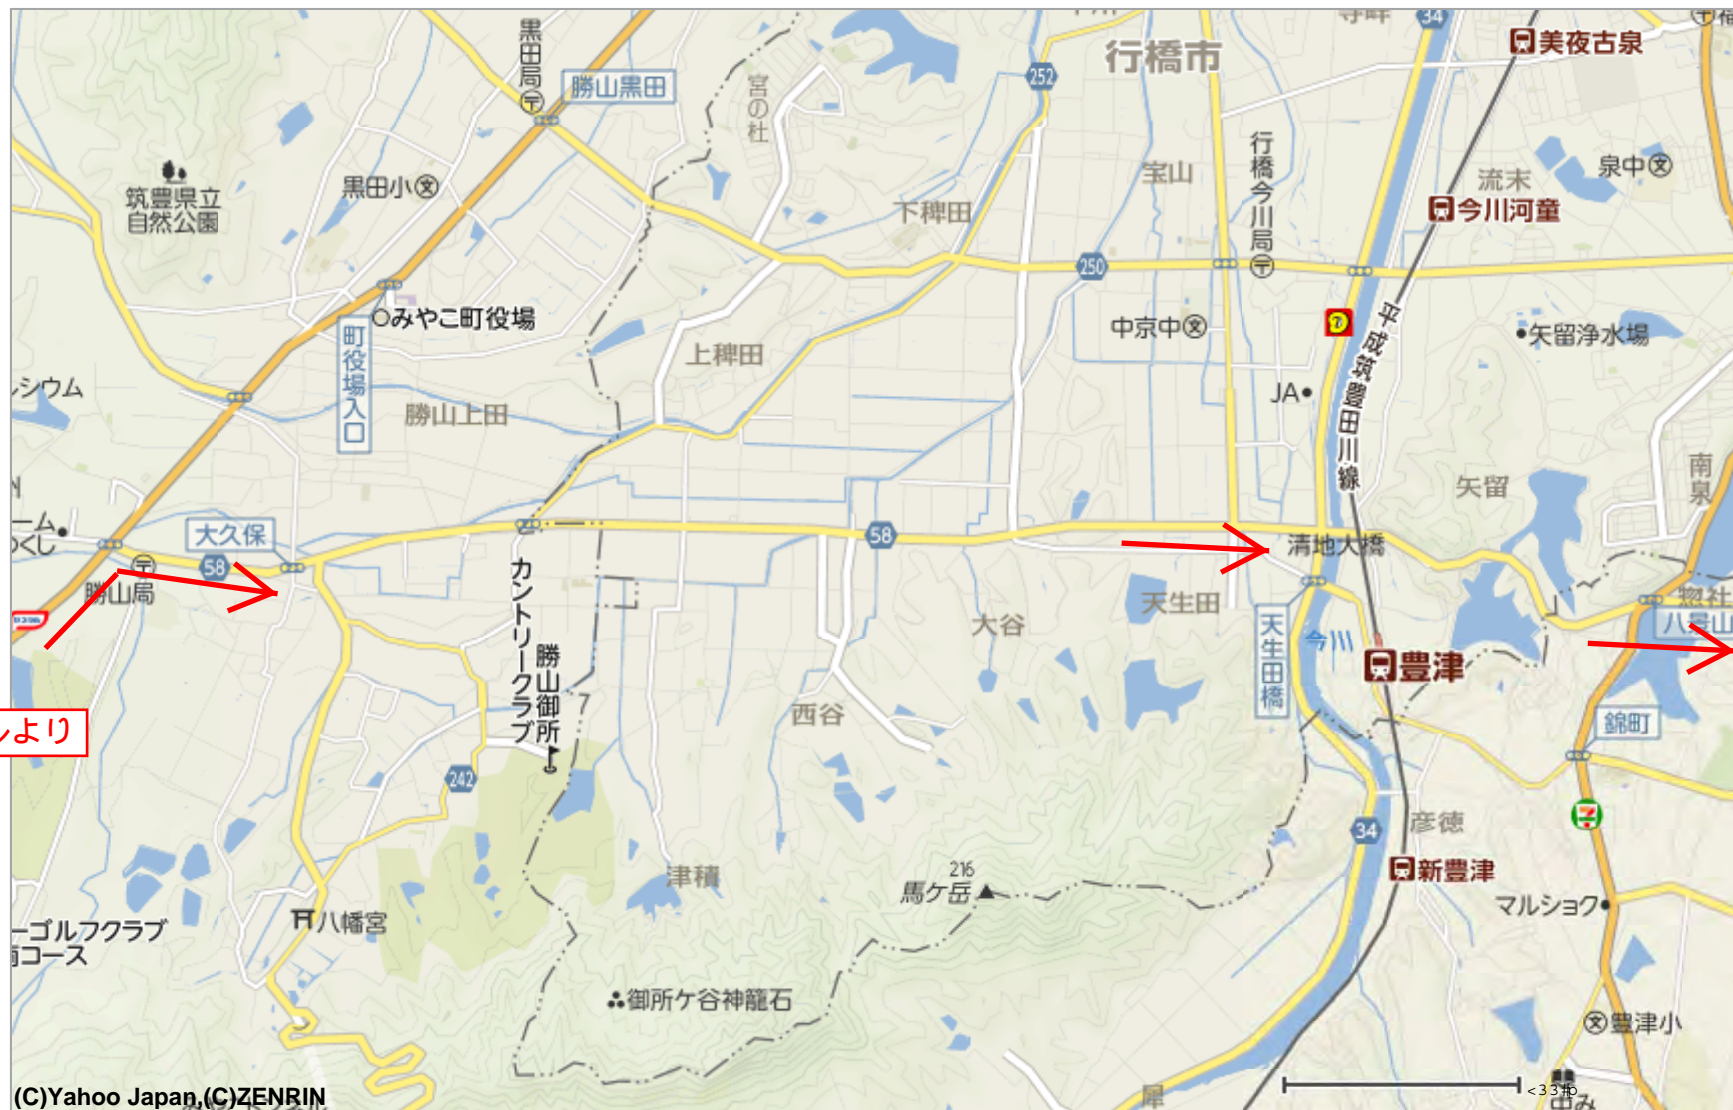 34
美夜古泉
行橋市
黒田局
勝山黒田
252
宮の杜
行橋今川局
宝山
泉中
流末
筑豊県立
自然公園
黒田小
下稗田
今川河童
250
みやこ町役場
中京中
平成筑豊田川線
矢留浄水場
町役場入口
上稗田
シウム
JA
勝山上田
南泉
矢留
大久保
58
58
清地大橋
勝山局
カントリークラブ
勝山御所
天生田
大谷
惣社
天生田橋
今川
豊津
西谷
錦町
ルより
242
34
彦徳
津積
216
馬ケ岳
新豊津
マルショク
八幡宮
ーゴルフクラブ
コース
御所ケ谷神籠石
豊津小
犀
(C)Yahoo Japan,(C)ZENRIN